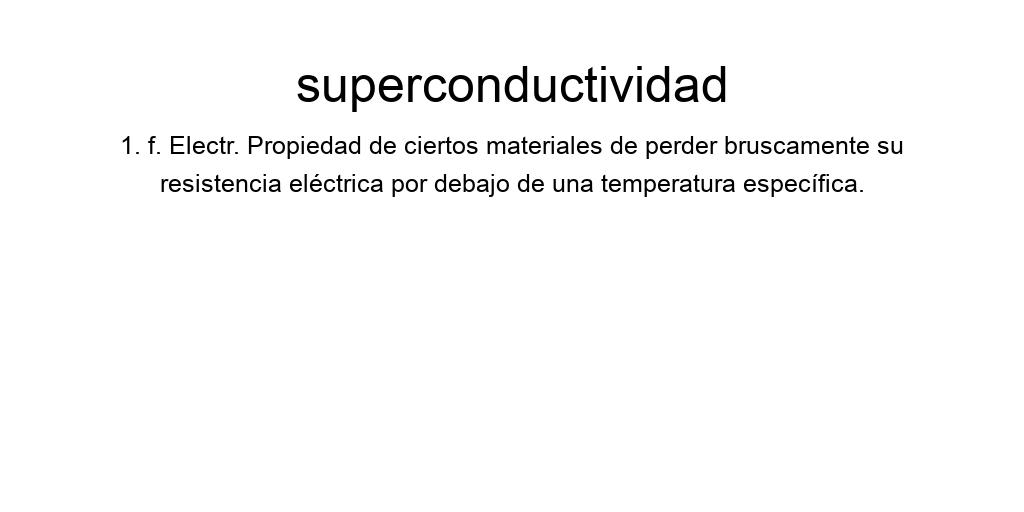 superconductividad
1. f. Electr. Propiedad de ciertos materiales de perder bruscamente su
resistencia eléctrica por debajo de una temperatura específica.